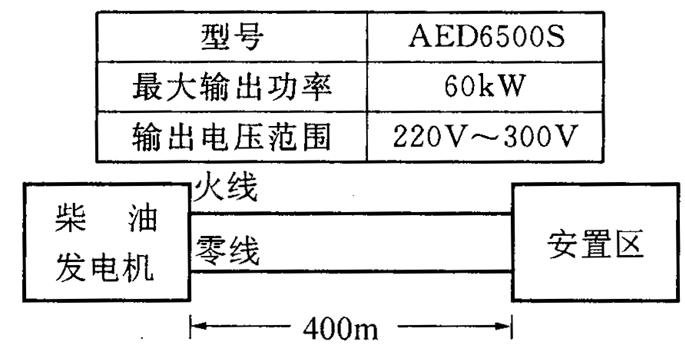 型号 AED6500S
最大输出功率 60kW
输出电压范围 220V～300V
火线
柴 油
发电机
零线
安置区
400m